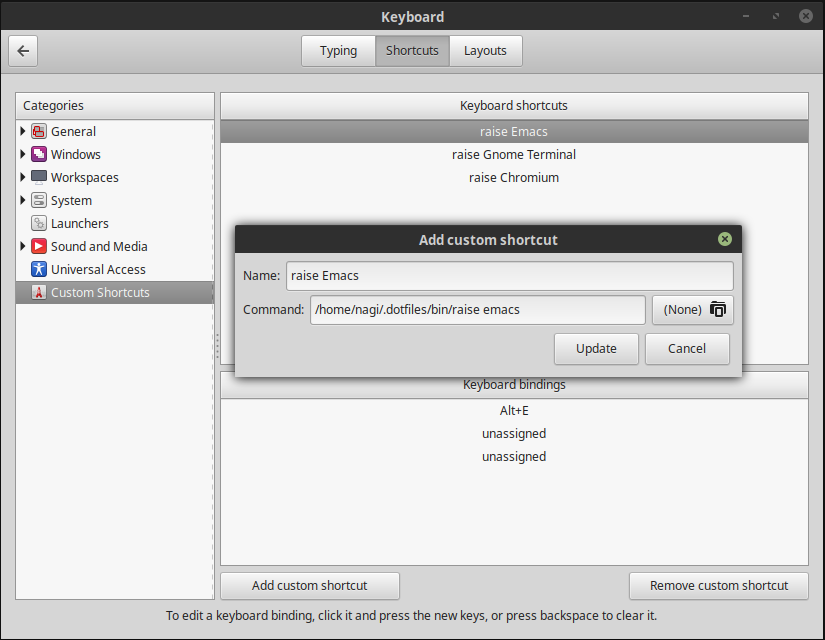 Keyboard
Typing
Shortcuts
Layouts
Categories
General
Windows
Workspaces
System
Launchers
Sound and Media
Universal Access
Custom Shortcuts
Keyboard shortcuts
raise Emacs
raise Gnome Terminal
raise Chromium
Add custom shortcut
Name: raise Emacs
Command: /home/nagi/.dotfiles/bin/raise emacs (None)
Update
Cancel
Keyboard bindings
Alt+E
unassigned
unassigned
Add custom shortcut
Remove custom shortcut
To edit a keyboard binding, click it and press the new keys, or press backspace to clear it.